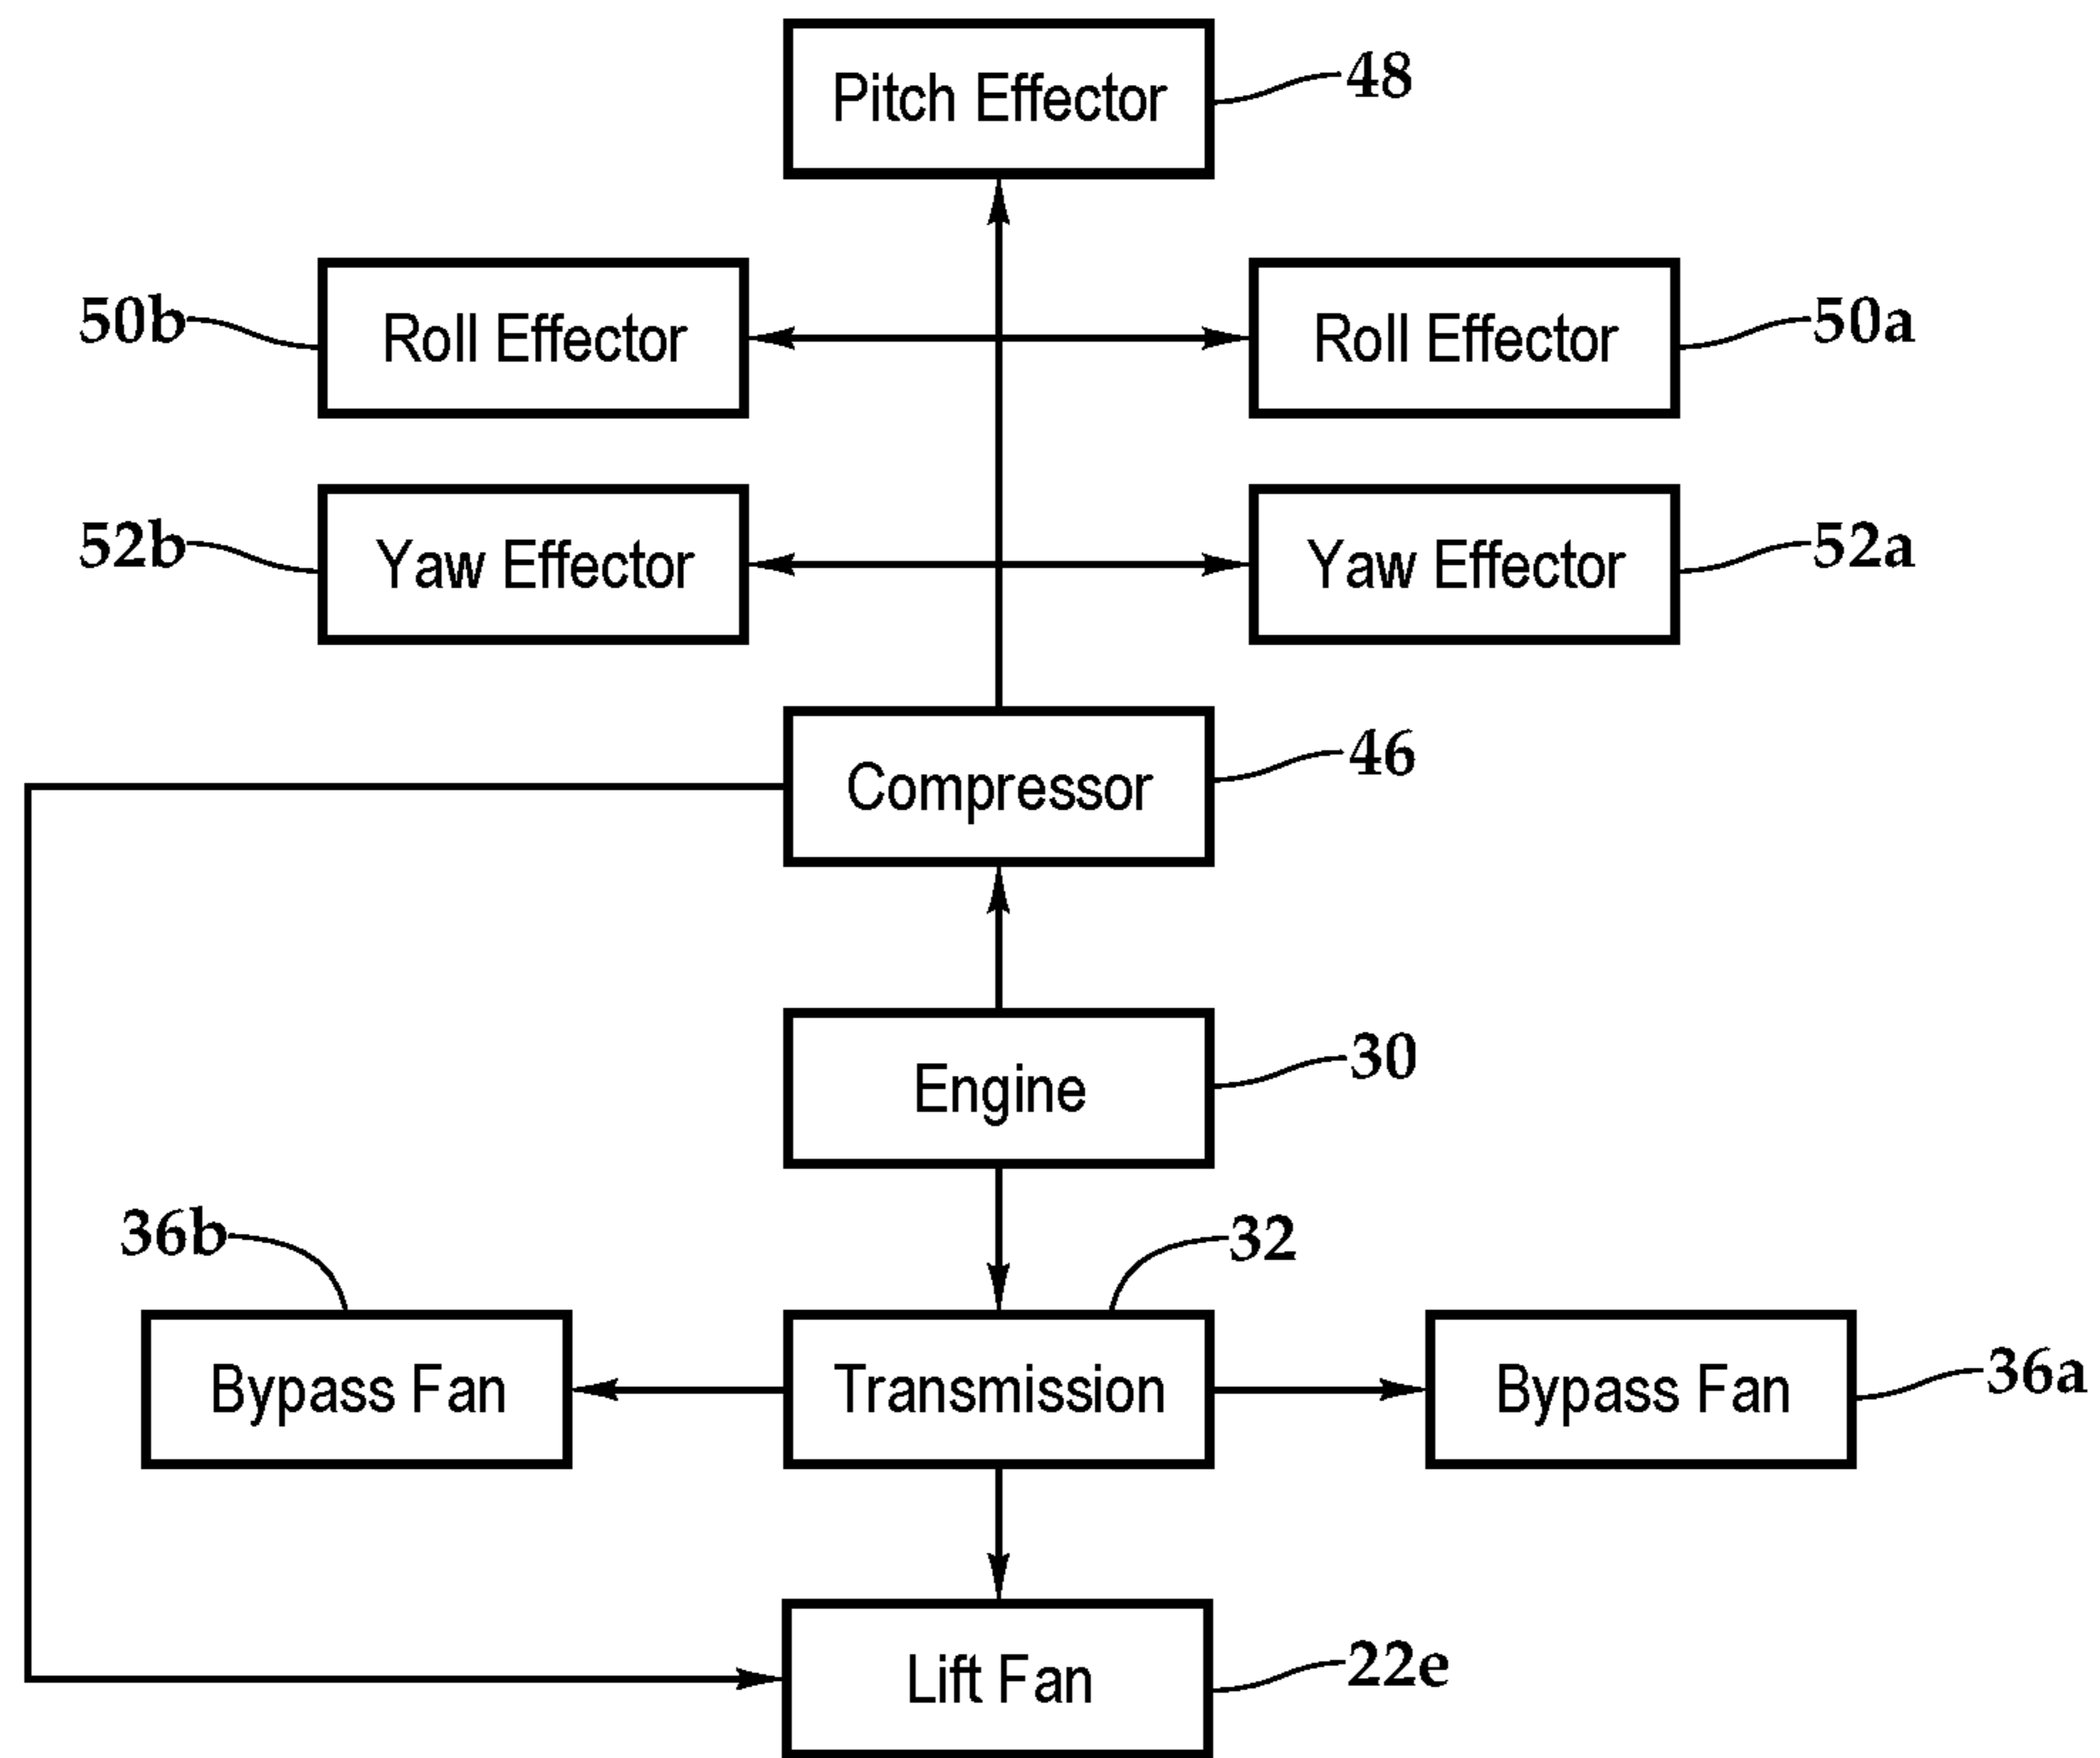 Pitch Effector
48
50b
Roll Effector
Roll Effector
50a
52b
Yaw Effector
Yaw Effector
52a
Compressor
46
Engine
30
36b
32
Bypass Fan
Transmission
Bypass Fan
36a
Lift Fan
22e